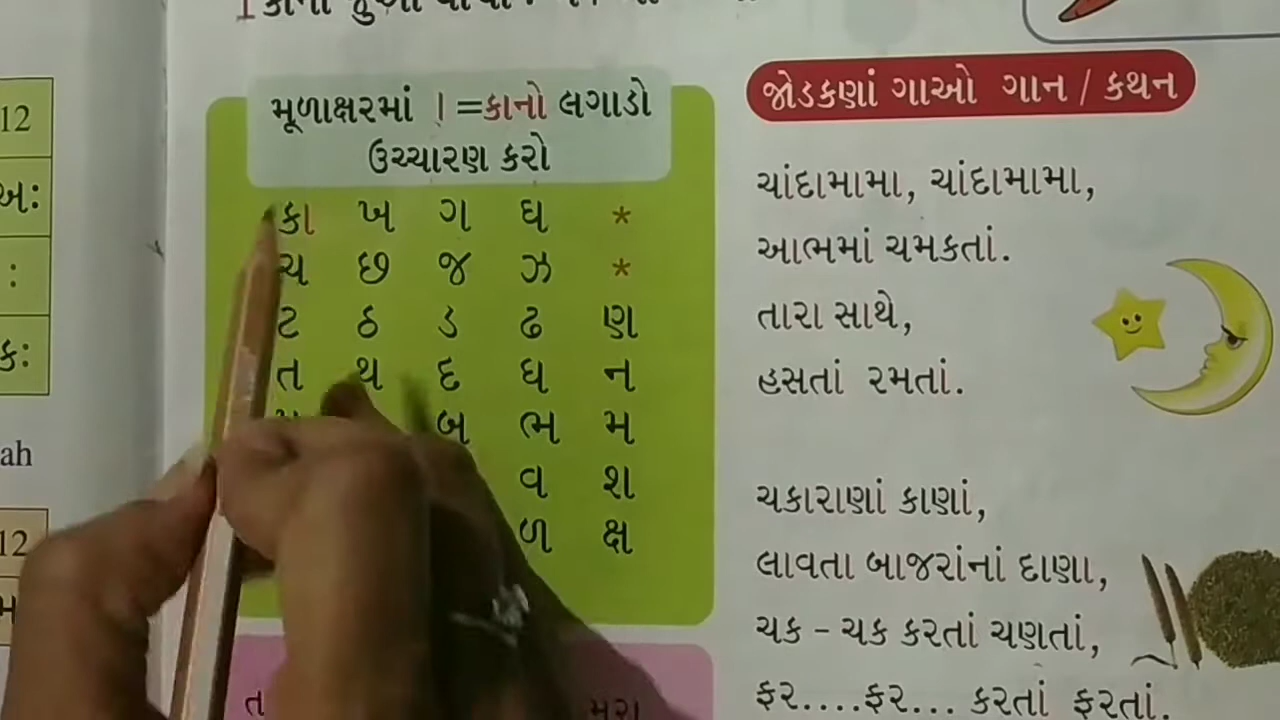 12
અઃ
:
કઃ
ah
12
મૂળાક્ષરમાં ા =કાનો લગાડો
ઉચ્ચારણ કરો
કા ખ ગ ઘ *
ચ છ જ ઝ *
ટ ઠ ડ ઢ ણ
ત થ દ ધ ન
બ ભ મ
વ શ
ળ ક્ષ
ત
જોડકણાં ગાઓ ગાન / કથન
ચાંદામામા, ચાંદામામા,
આભમાં ચમકતાં.
તારા સાથે,
હસતાં રમતાં.
ચકારાણાં કાણાં,
લાવતા બાજરાંનાં દાણા,
ચક - ચક કરતાં ચણતાં,
ફર....ફર... કરતાં ફરતાં.